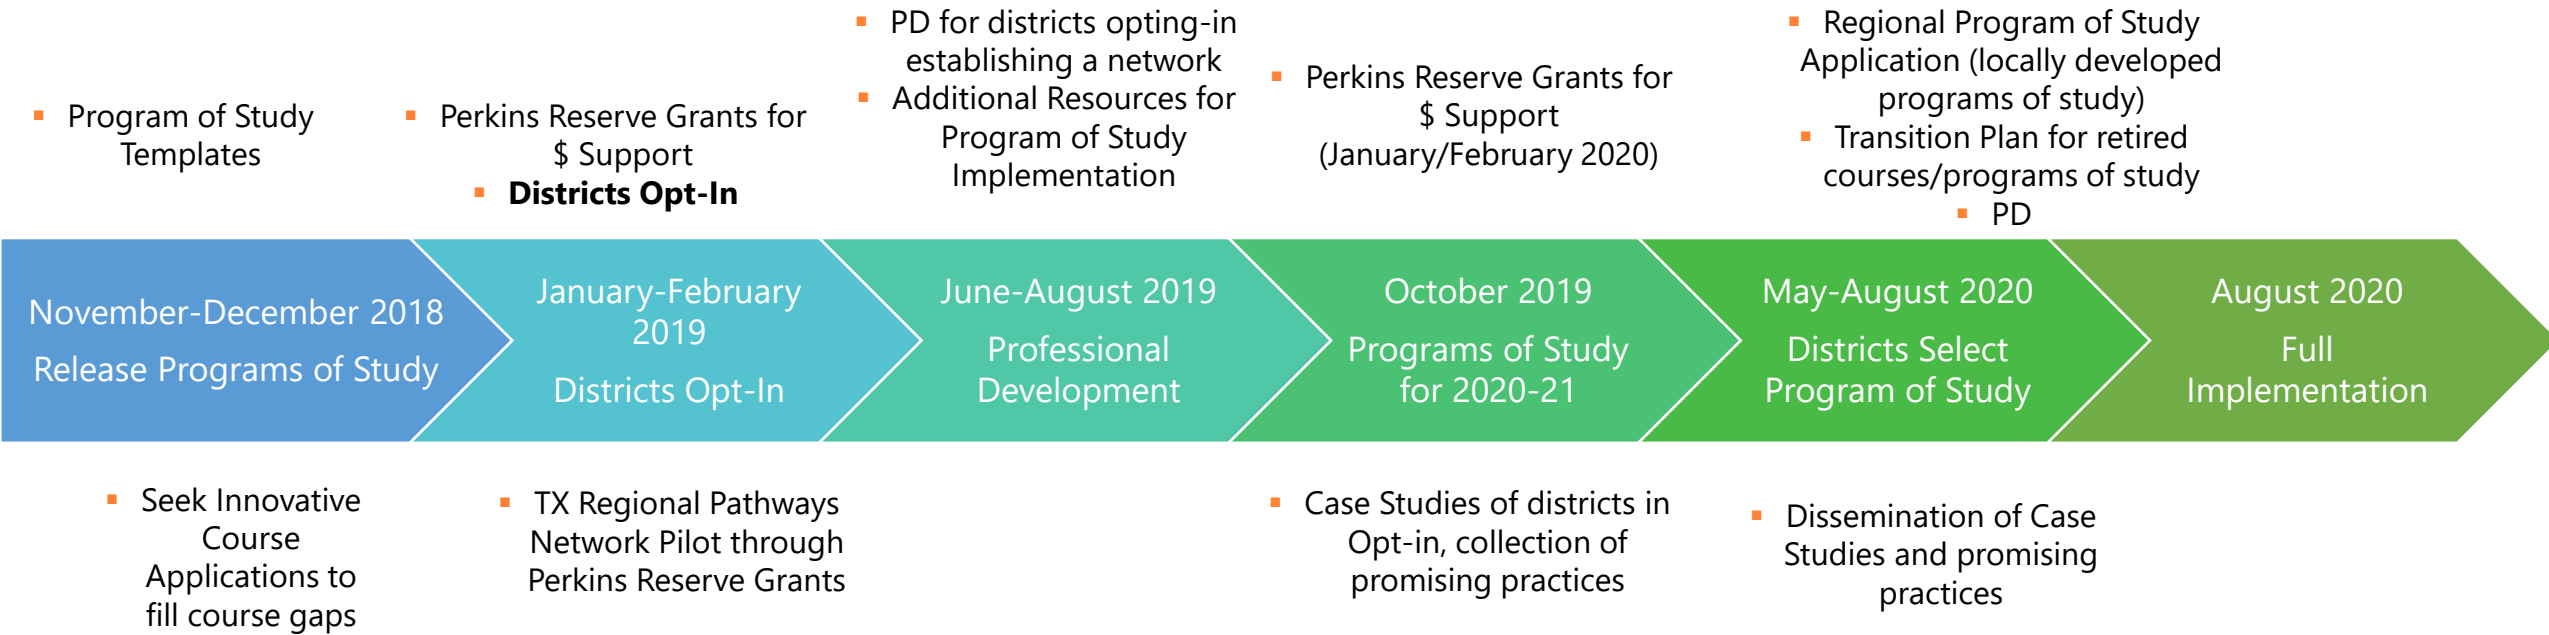 ▪ Program of Study
Templates
▪ Perkins Reserve Grants for
$ Support
▪ Districts Opt-In
▪ PD for districts opting-in
establishing a network
▪ Additional Resources for
Program of Study
Implementation
▪ Perkins Reserve Grants for
$ Support
(January/February 2020)
▪ Regional Program of Study
Application (locally developed
programs of study)
▪ Transition Plan for retired
courses/programs of study
▪ PD
November-December 2018
Release Programs of Study
January-February
2019
Districts Opt-In
June-August 2019
Professional
Development
October 2019
Programs of Study
for 2020-21
May-August 2020
Districts Select
Program of Study
August 2020
Full
Implementation
▪ Seek Innovative
Course
Applications to
fill course gaps
▪ TX Regional Pathways
Network Pilot through
Perkins Reserve Grants
▪ Case Studies of districts in
Opt-in, collection of
promising practices
▪ Dissemination of Case
Studies and promising
practices